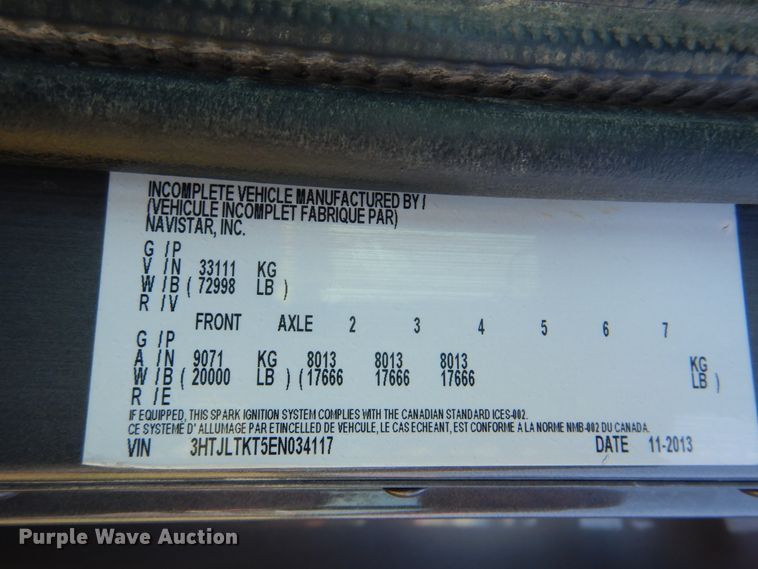 INCOMPLETE VEHICLE MANUFACTURED BY /
(VEHICULE INCOMPLET FABRIQUE PAR)
NAVISTAR, INC.
G /P
V /N 33111 KG
W /B ( 72998 LB )
R /V
FRONT AXLE 2 3 4 5 6 7
G /P
A /N 9071 KG 8013 8013 8013 KG
W /B ( 20000 LB ) (17666 17666 17666 LB )
R /E
IF EQUIPPED, THIS SPARK IGNITION SYSTEM COMPLIES WITH THE CANADIAN STANDARD ICES-002.
CE SYSTEME D' ALLUMAGE PAR ETINCELLED DE VEHICULE, LE CAS ECHEANT, EST CONFORME A LA NORME NMB-002 DU CANADA.
VIN 3HTJLTKT5EN034117 DATE 11-2013
Purple Wave Auction